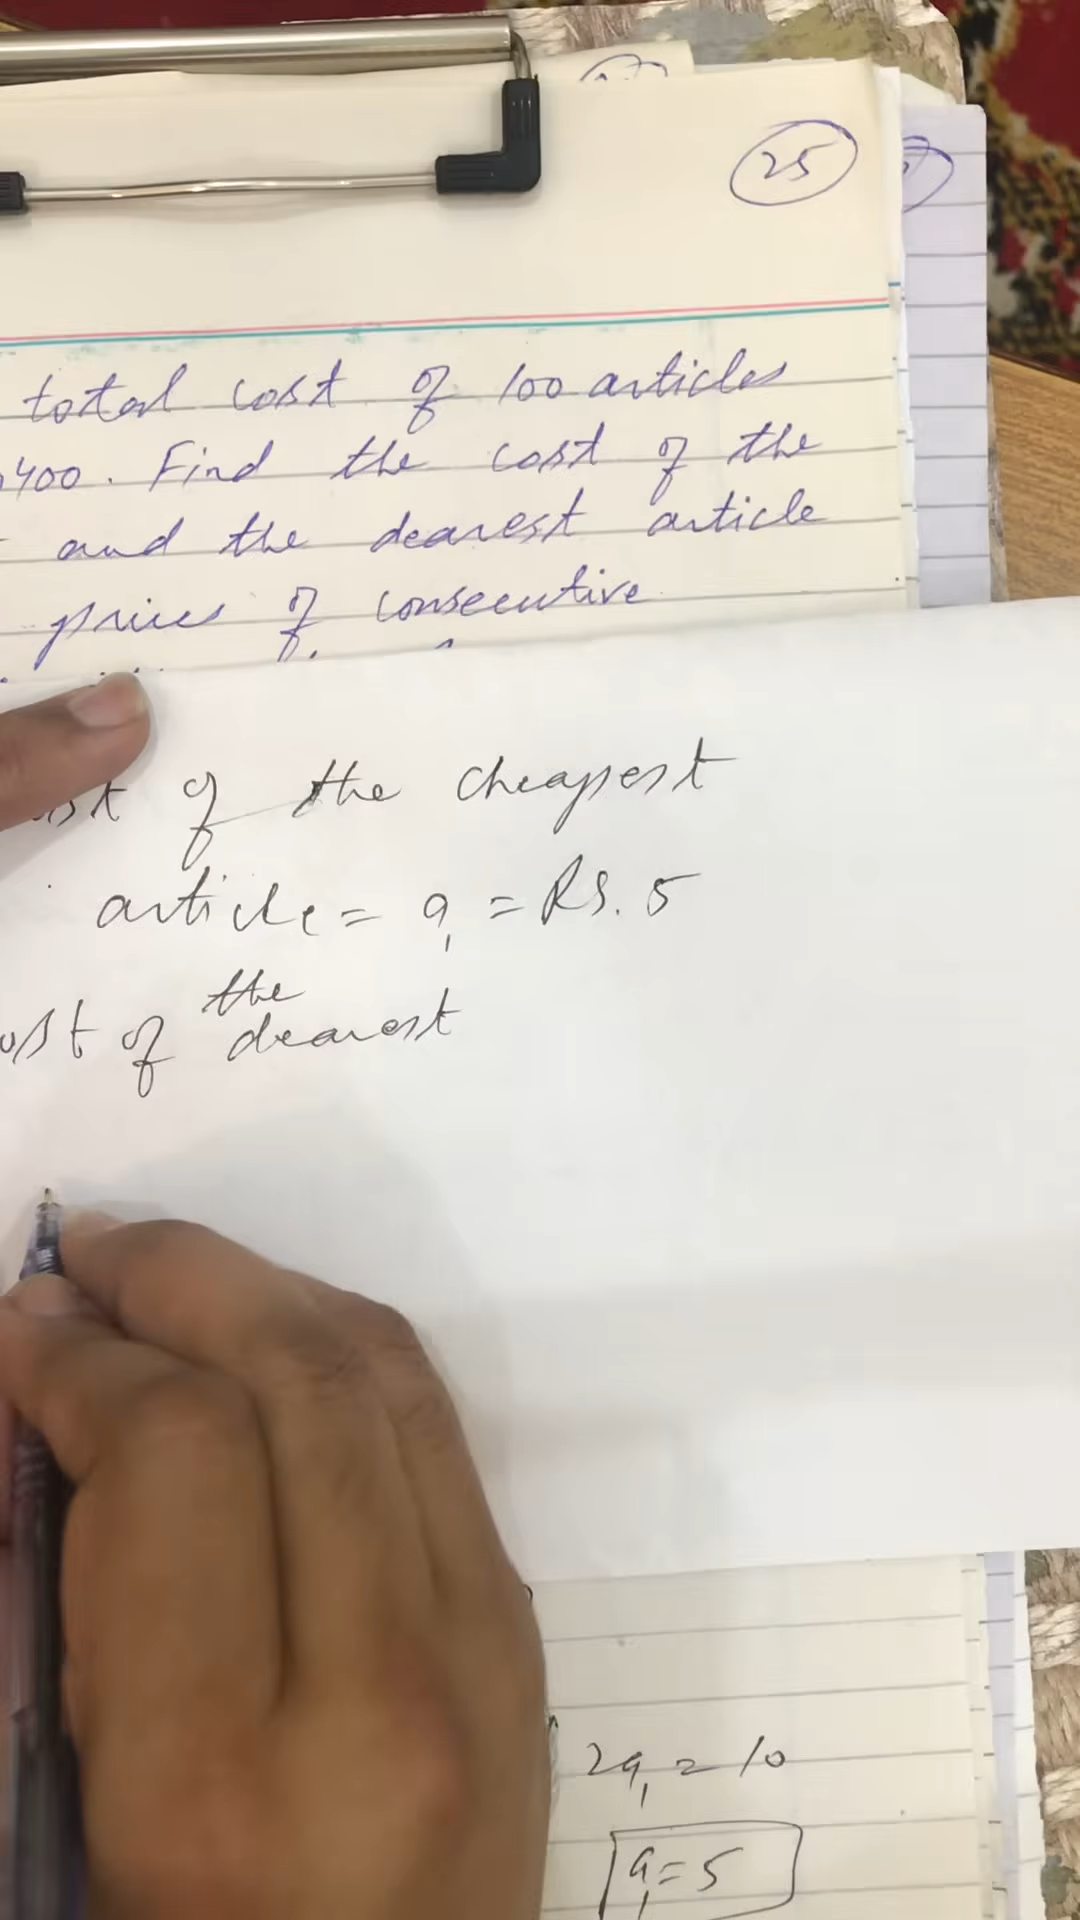 25
total cost of 100 articles
400. Find the cost of the
and the dearest article
prices of consecutive
of the cheapest
article = a1 = RS. 5
the
of dearest
2a1 = 10
a1 = 5